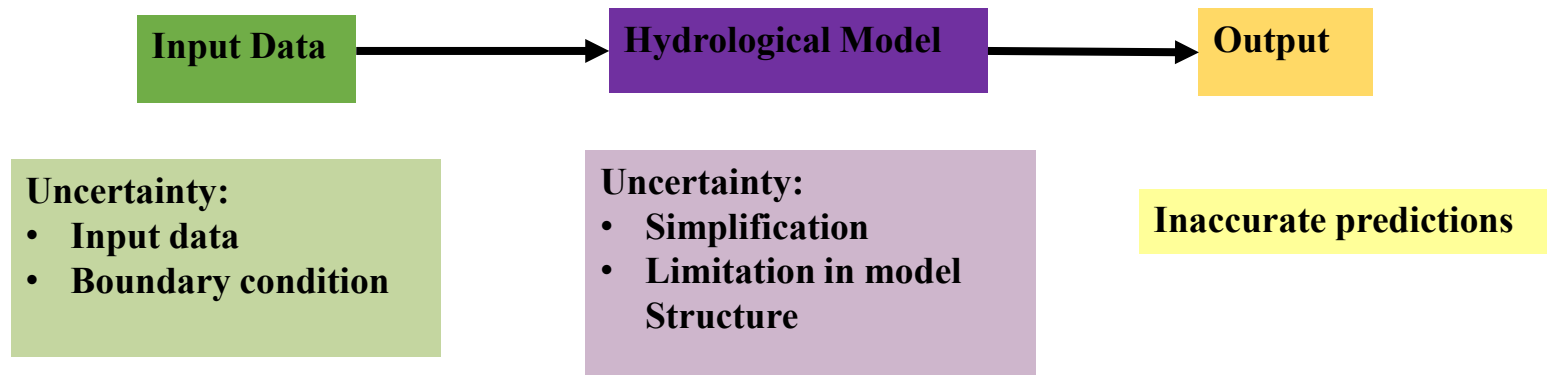 Input Data
Hydrological Model
Output
Uncertainty:
• Input data
• Boundary condition
Uncertainty:
• Simplification
• Limitation in model
Structure
Inaccurate predictions